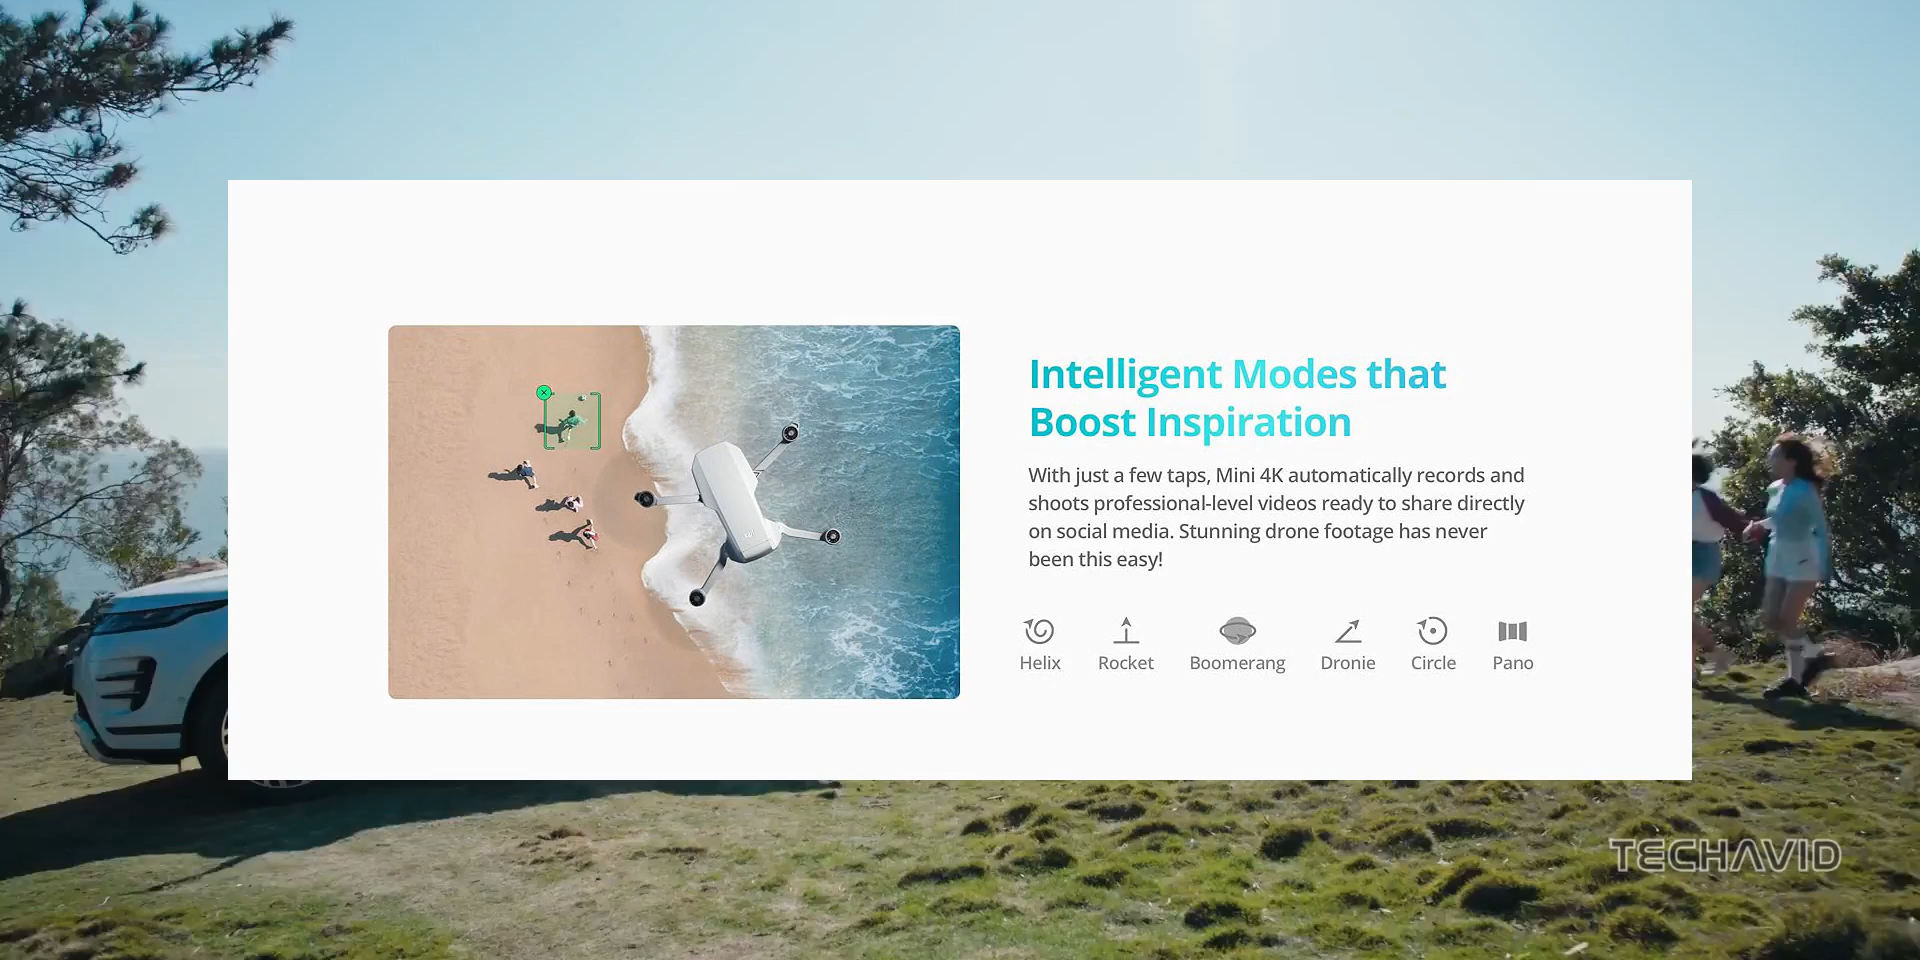 Intelligent Modes that
Boost Inspiration
With just a few taps, Mini 4K automatically records and
shoots professional-level videos ready to share directly
on social media. Stunning drone footage has never
been this easy!
Helix Rocket Boomerang Dronie Circle Pano
TECHAVID